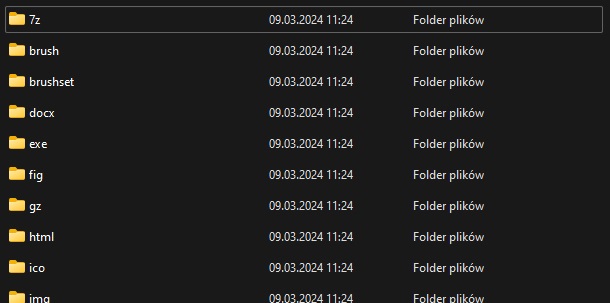 7z 09.03.2024 11:24 Folder plików
brush 09.03.2024 11:24 Folder plików
brushset 09.03.2024 11:24 Folder plików
docx 09.03.2024 11:24 Folder plików
exe 09.03.2024 11:24 Folder plików
fig 09.03.2024 11:24 Folder plików
gz 09.03.2024 11:24 Folder plików
html 09.03.2024 11:24 Folder plików
ico 09.03.2024 11:24 Folder plików
img 09.03.2024 11:24 Folder plików